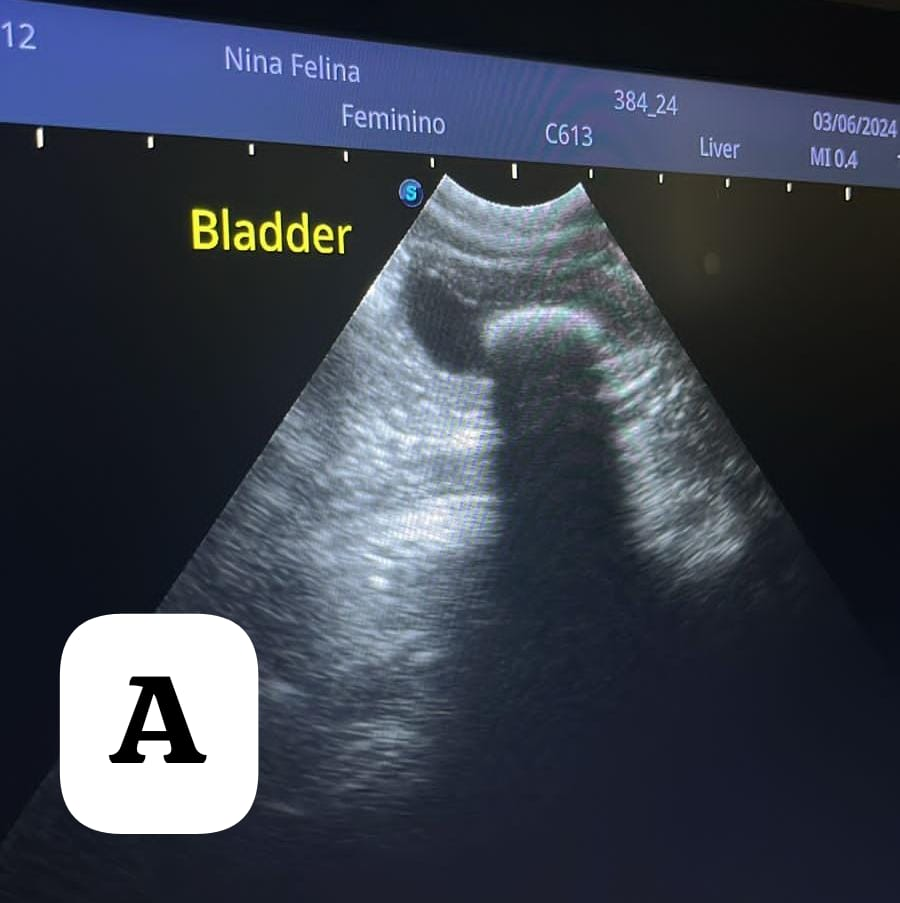 12
Nina Felina
384_24
03/06/2024
Feminino
C613
Liver
MI 0.4
S
Bladder
A